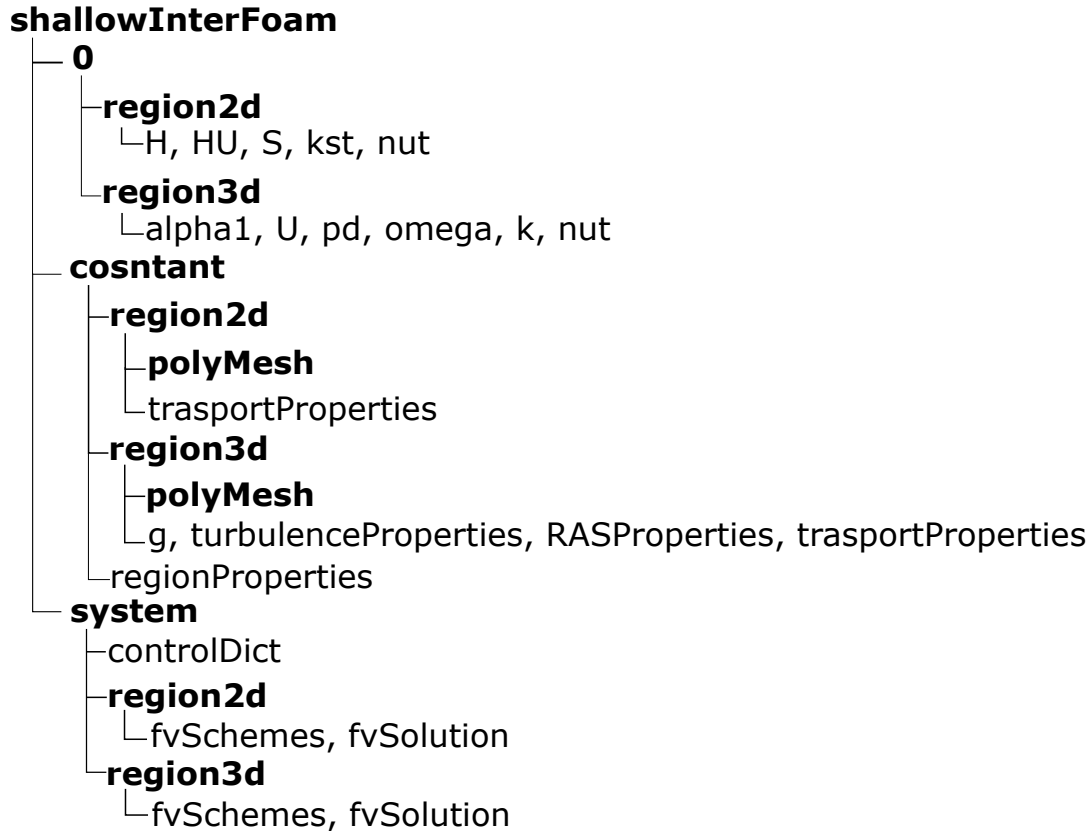 shallowInterFoam
0
region2d
H, HU, S, kst, nut
region3d
alpha1, U, pd, omega, k, nut
cosntant
region2d
polyMesh
trasportProperties
region3d
polyMesh
g, turbulenceProperties, RASProperties, trasportProperties
regionProperties
system
controlDict
region2d
fvSchemes, fvSolution
region3d
fvSchemes, fvSolution